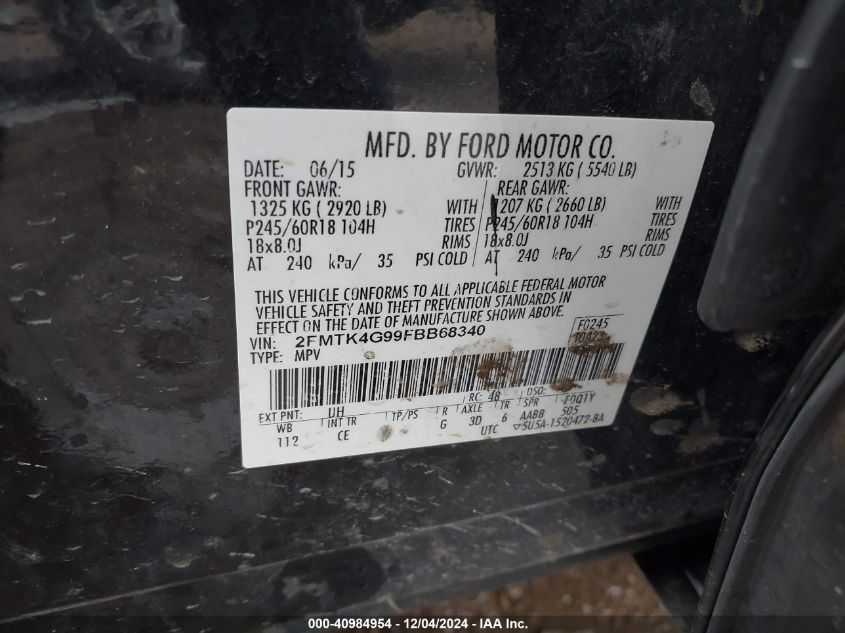 MFD. BY FORD MOTOR CO.
DATE: 06/15 GVWR: 2513 KG ( 5540 LB)
FRONT GAWR: REAR GAWR:
1325 KG ( 2920 LB) WITH 1207 KG ( 2660 LB) WITH
P245/60R18 104H TIRES P245/60R18 104H TIRES
18x8.0J RIMS 18x8.0J RIMS
AT 240 kPa/ 35 PSI COLD AT 240 kPa/ 35 PSI COLD
THIS VEHICLE CONFORMS TO ALL APPLICABLE FEDERAL MOTOR
VEHICLE SAFETY AND THEFT PREVENTION STANDARDS IN
EFFECT ON THE DATE OF MANUFACTURE SHOWN ABOVE.
VIN: 2FMTK4G99FBB68340 F0245
TYPE: MPV
EXT PNT: UH RC: 48 DSO:
WB INT TR TP/PS R AXLE TR SPR FOQTY
112 CE G 3D 6 AABB 505
UTC ▽5U5A-1520472-BA
000-40984954 - 12/04/2024 - IAAI - Copart USA, Inc.